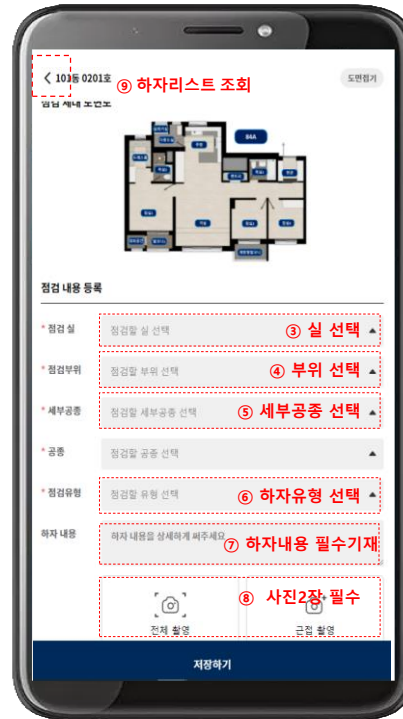 103동 0201호
⑨ 하자리스트 조회
도면접기
점검 세대 도면도
84A
점검 내용 등록
* 점검 실 점검할 실 선택 ③ 실 선택
* 점검부위 점검할 부위 선택 ④ 부위 선택
* 세부공종 점검할 세부공종 선택 ⑤ 세부공종 선택
* 공종 점검할 공종 선택
* 점검유형 점검할 유형 선택 ⑥ 하자유형 선택
하자 내용 하자 내용을 상세하게 써주세요
⑦ 하자내용 필수기재
⑧ 사진2장 필수
전체 촬영 근접 촬영
저장하기